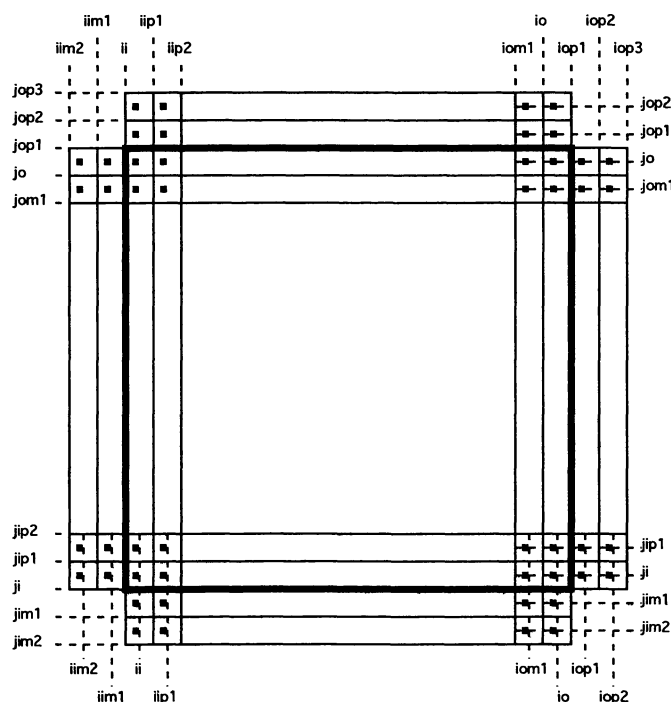 iip1 io
iim1 iop2
iim2 ii iip2 iom1 iop1 iop3
jop3
jop2 jop2
jop1 jop1
jo jo
jom1 jom1
jip2
jip1 jip1
ji ji
jim1 jim1
jim2 jim2
iim2 ii iom1 iop1
iim1 iip1 io iop2